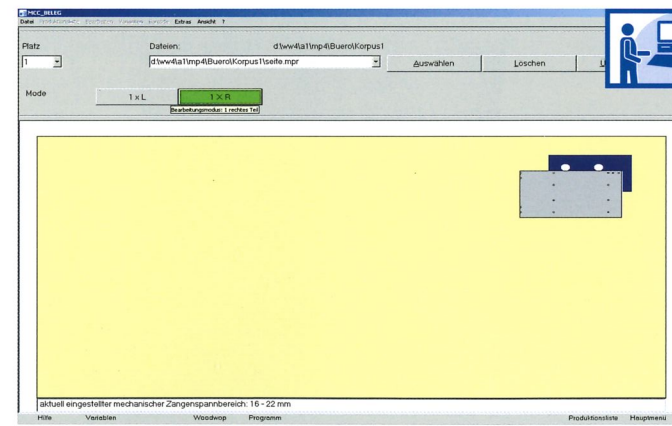 MCC_BELEG
Datei Extras Ansicht ?
Platz Dateien: d:\ww4\a1\mp4\Buero\Korpus1
1 d:\ww4\a1\mp4\Buero\Korpus1\seite.mpr Auswählen Löschen U
Mode 1 x L 1 X R
Bearbeitungsmodus: 1 rechtes Teil
aktuell eingestellter mechanischer Zangenspannbereich: 16 - 22 mm
Hilfe Variablen Woodwop Programm Produktionsliste Hauptmenü